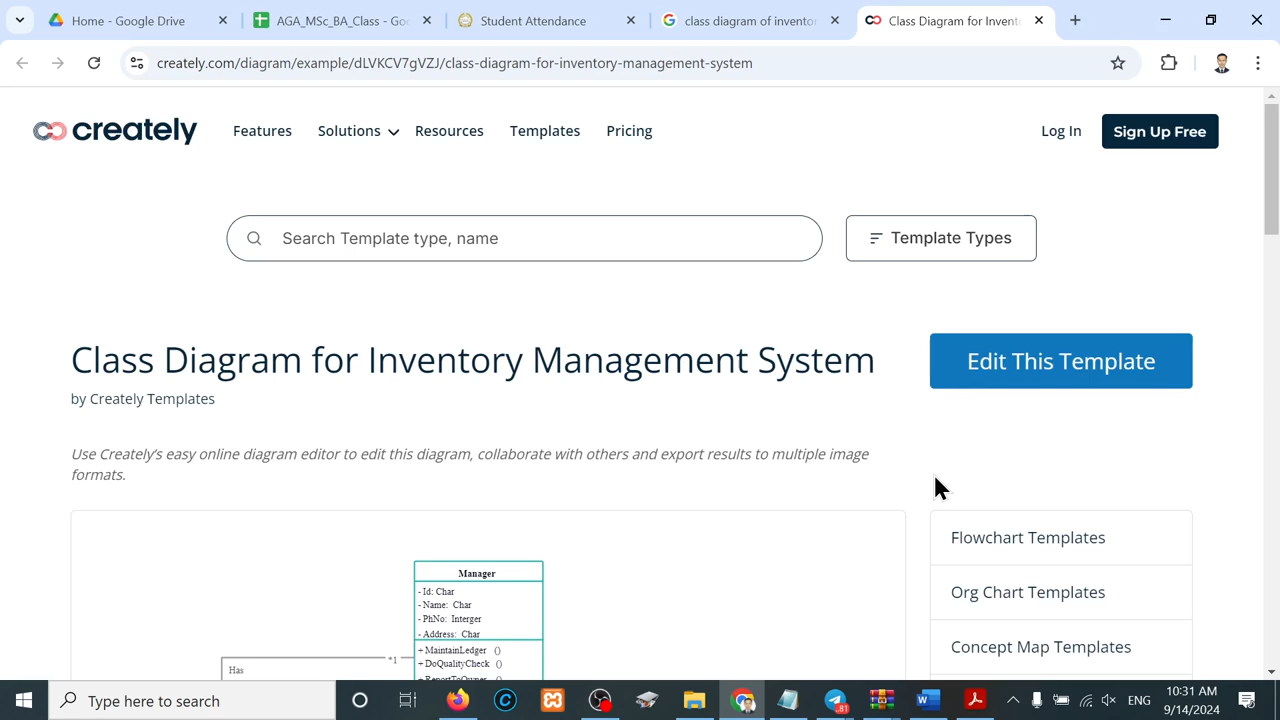 Home - Google Drive
AGA_MSc_BA_Class - Goo
Student Attendance
class diagram of inventor
Class Diagram for Invento
creately.com/diagram/example/dLVKCV7gVZJ/class-diagram-for-inventory-management-system
creately
Features
Solutions
Resources
Templates
Pricing
Log In
Sign Up Free
Search Template type, name
Template Types
Class Diagram for Inventory Management System
Edit This Template
by Creately Templates
Use Creately's easy online diagram editor to edit this diagram, collaborate with others and export results to multiple image
formats.
Flowchart Templates
Org Chart Templates
Concept Map Templates
Manager
- Id: Char
- Name: Char
- PhNo: Interger
- Address: Char
+ MaintainLedger ()
+ DoQualityCheck ()
+ ReportToOwner ()
*1
Has
Type here to search
81
ENG
10:31 AM
9/14/2024